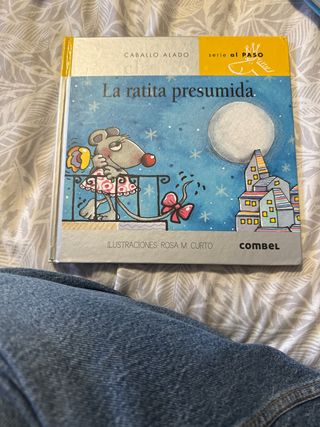 CABALLO ALADO
serie al PASO
La ratita presumida
ILUSTRACIONES: ROSA M. CURTO
COMBEL